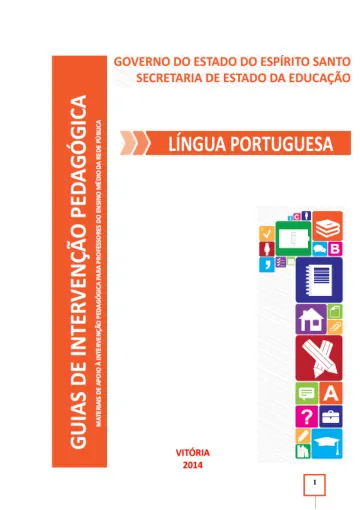 GOVERNO DO ESTADO DO ESPÍRITO SANTO
SECRETARIA DE ESTADO DA EDUCAÇÃO
GUIAS DE INTERVENÇÃO PEDAGÓGICA
MATERIAIS DE APOIO À INTERVENÇÃO PEDAGÓGICA PARA PROFESSORES DO ENSINO MÉDIO DA REDE PÚBLICA
LÍNGUA PORTUGUESA
C
B
A
?
VITÓRIA
2014
1